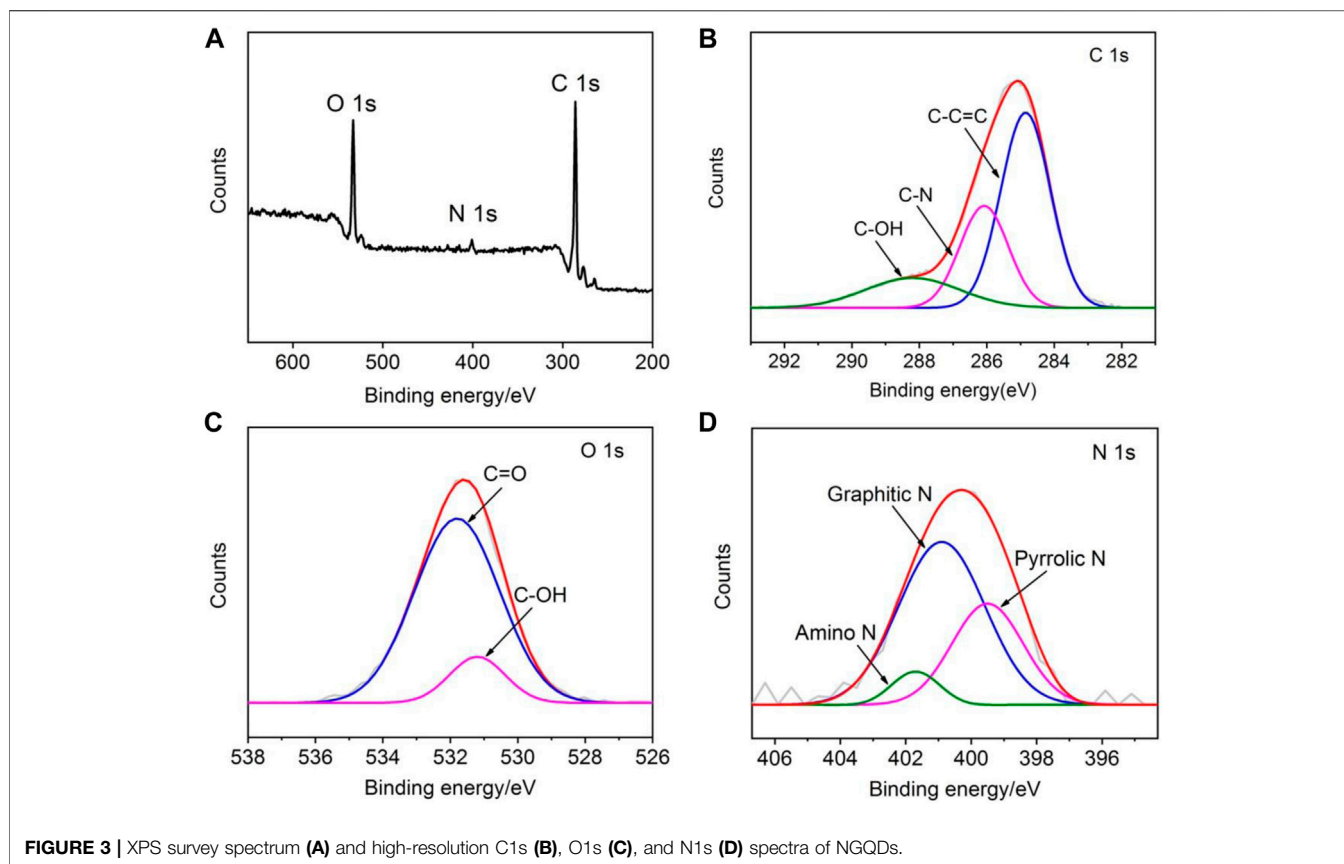 A
O 1s
N 1s
C 1s
Counts
600 500 400 300 200
Binding energy/eV
B
C 1s
C-C=C
C-N
C-OH
Counts
292 290 288 286 284 282
Binding energy(eV)
C
O 1s
C=O
C-OH
Counts
538 536 534 532 530 528 526
Binding energy/eV
D
N 1s
Graphitic N
Pyrrolic N
Amino N
Counts
406 404 402 400 398 396
Binding energy/eV
FIGURE 3 | XPS survey spectrum (A) and high-resolution C1s (B), O1s (C), and N1s (D) spectra of NGQDs.